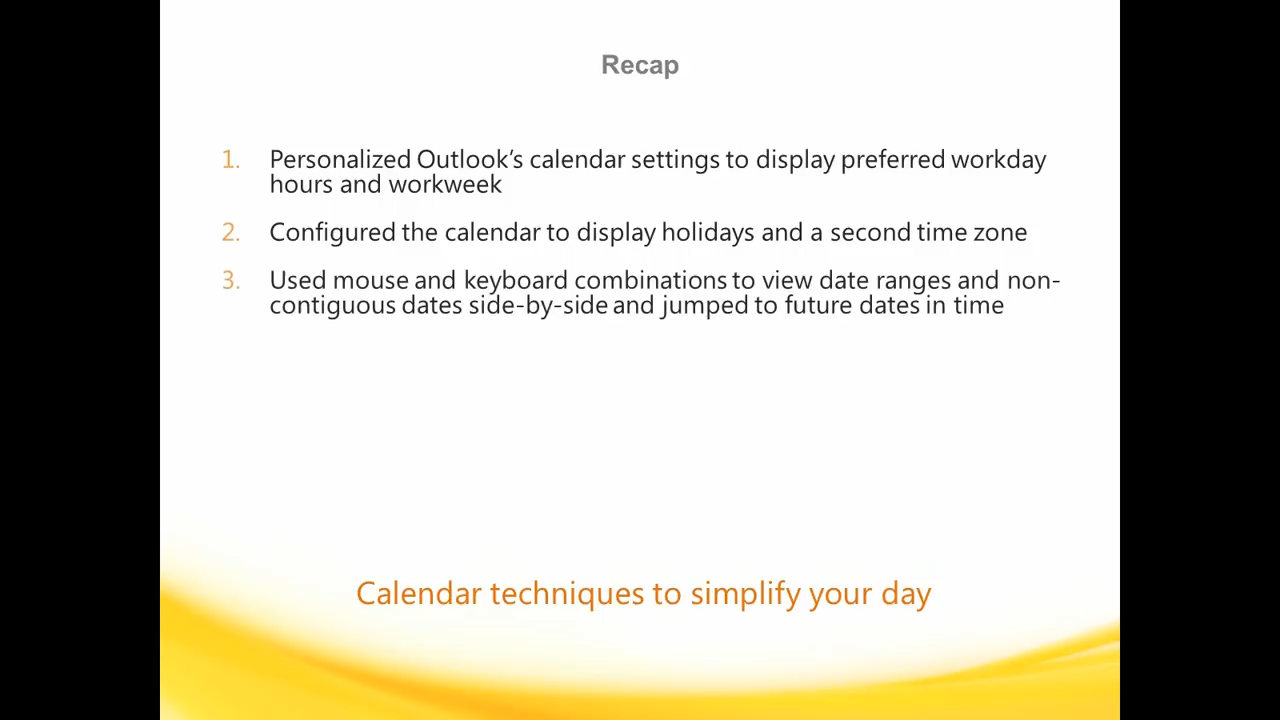 Recap
1. Personalized Outlook’s calendar settings to display preferred workday
hours and workweek
2. Configured the calendar to display holidays and a second time zone
3. Used mouse and keyboard combinations to view date ranges and non-
contiguous dates side-by-side and jumped to future dates in time
Calendar techniques to simplify your day